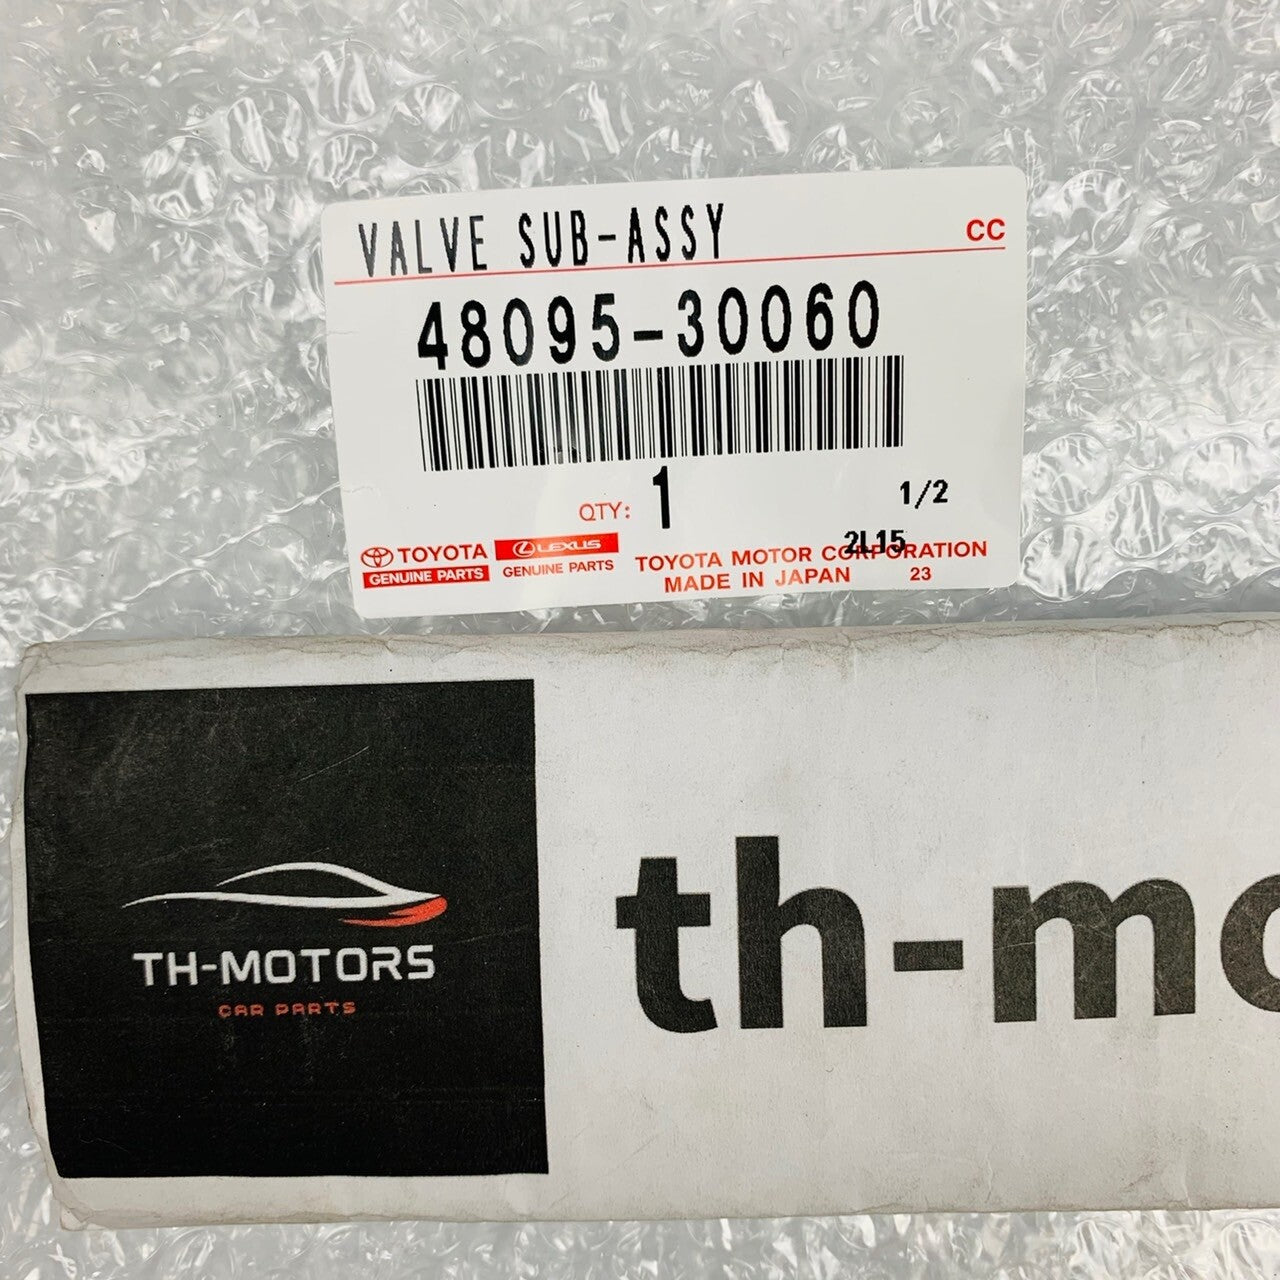 VALVE SUB-ASSY CC
48095-30060
QTY: 1 1/2
2L15
TOYOTA LEXUS TOYOTA MOTOR CORPORATION
GENUINE PARTS GENUINE PARTS MADE IN JAPAN 23
th-mo
TH-MOTORS
CAR PARTS